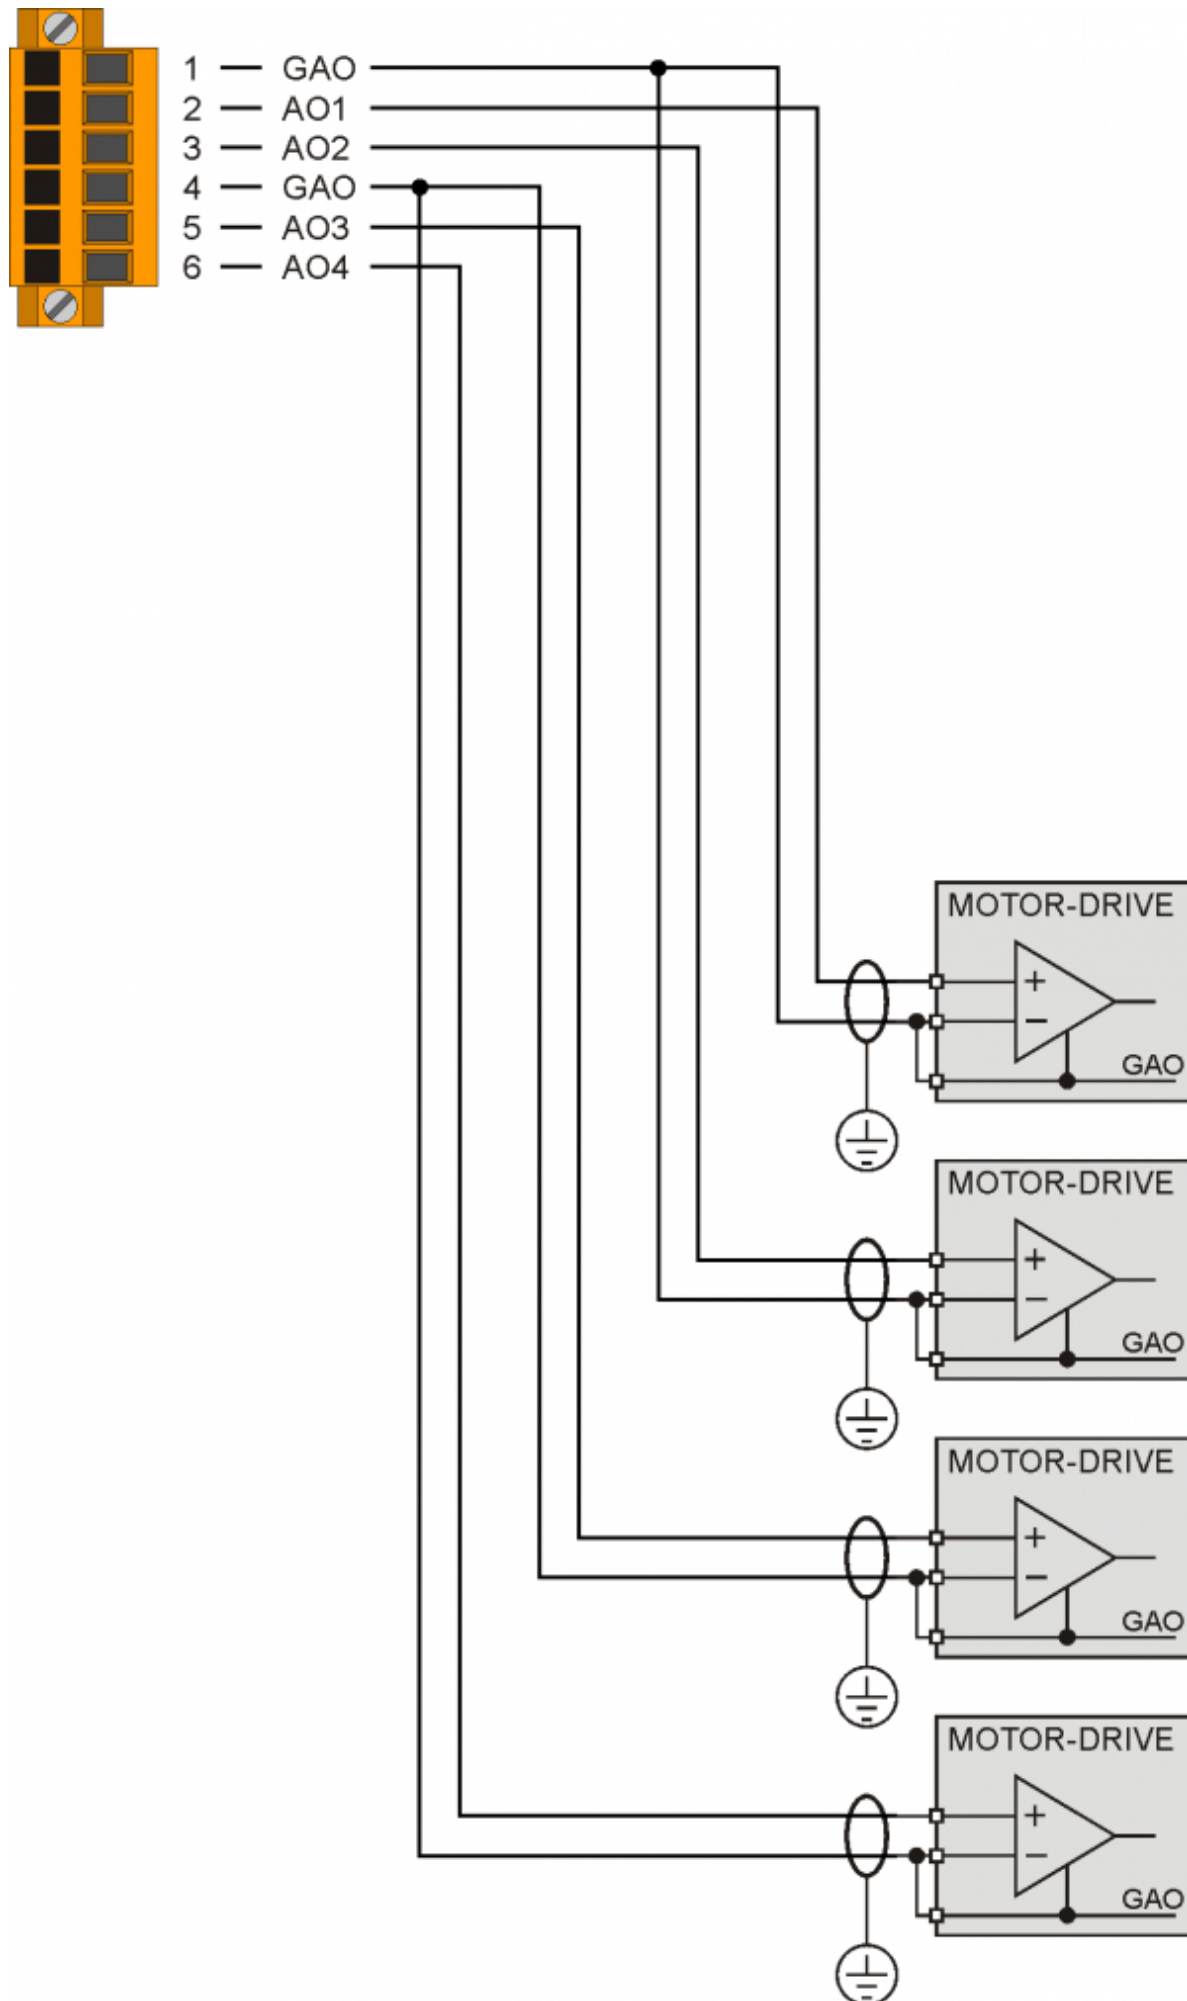 1 — GAO
2 — AO1
3 — AO2
4 — GAO
5 — AO3
6 — AO4
MOTOR-DRIVE
+
−
GAO
MOTOR-DRIVE
+
−
GAO
MOTOR-DRIVE
+
−
GAO
MOTOR-DRIVE
+
−
GAO